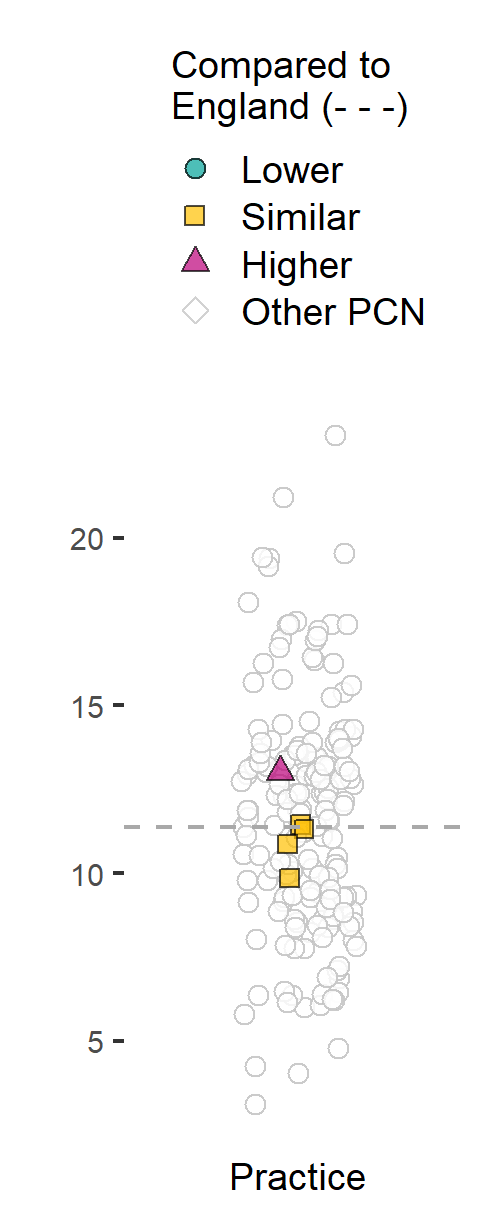 Compared to
England (- - -)
Lower
Similar
Higher
Other PCN
20
15
10
5
Practice